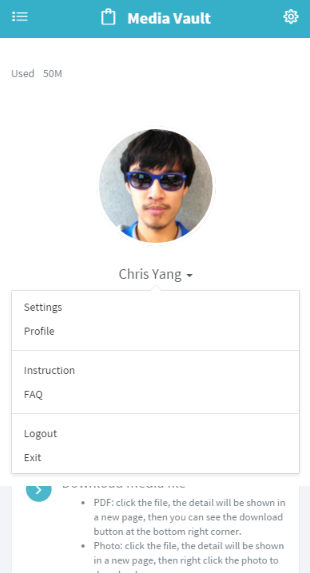 Media Vault
Used 50M
Chris Yang
Settings
Profile
Instruction
FAQ
Logout
Exit
Download media file
PDF: click the file, the detail will be shown in
a new page, then you can see the download
button at the bottom right corner.
Photo: click the file, the detail will be shown
in a new page, then right click the photo to